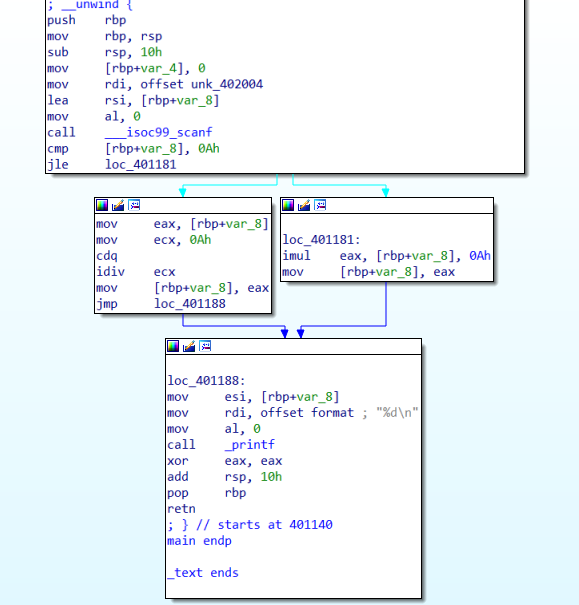 ; __unwind {
push rbp
mov rbp, rsp
sub rsp, 10h
mov [rbp+var_4], 0
mov rdi, offset unk_402004
lea rsi, [rbp+var_8]
mov al, 0
call ___isoc99_scanf
cmp [rbp+var_8], 0Ah
jle loc_401181
mov eax, [rbp+var_8]
mov ecx, 0Ah
cdq
idiv ecx
mov [rbp+var_8], eax
jmp loc_401188
loc_401181:
imul eax, [rbp+var_8], 0Ah
mov [rbp+var_8], eax
loc_401188:
mov esi, [rbp+var_8]
mov rdi, offset format ; "%d\n"
mov al, 0
call _printf
xor eax, eax
add rsp, 10h
pop rbp
retn
; } // starts at 401140
main endp
_text ends